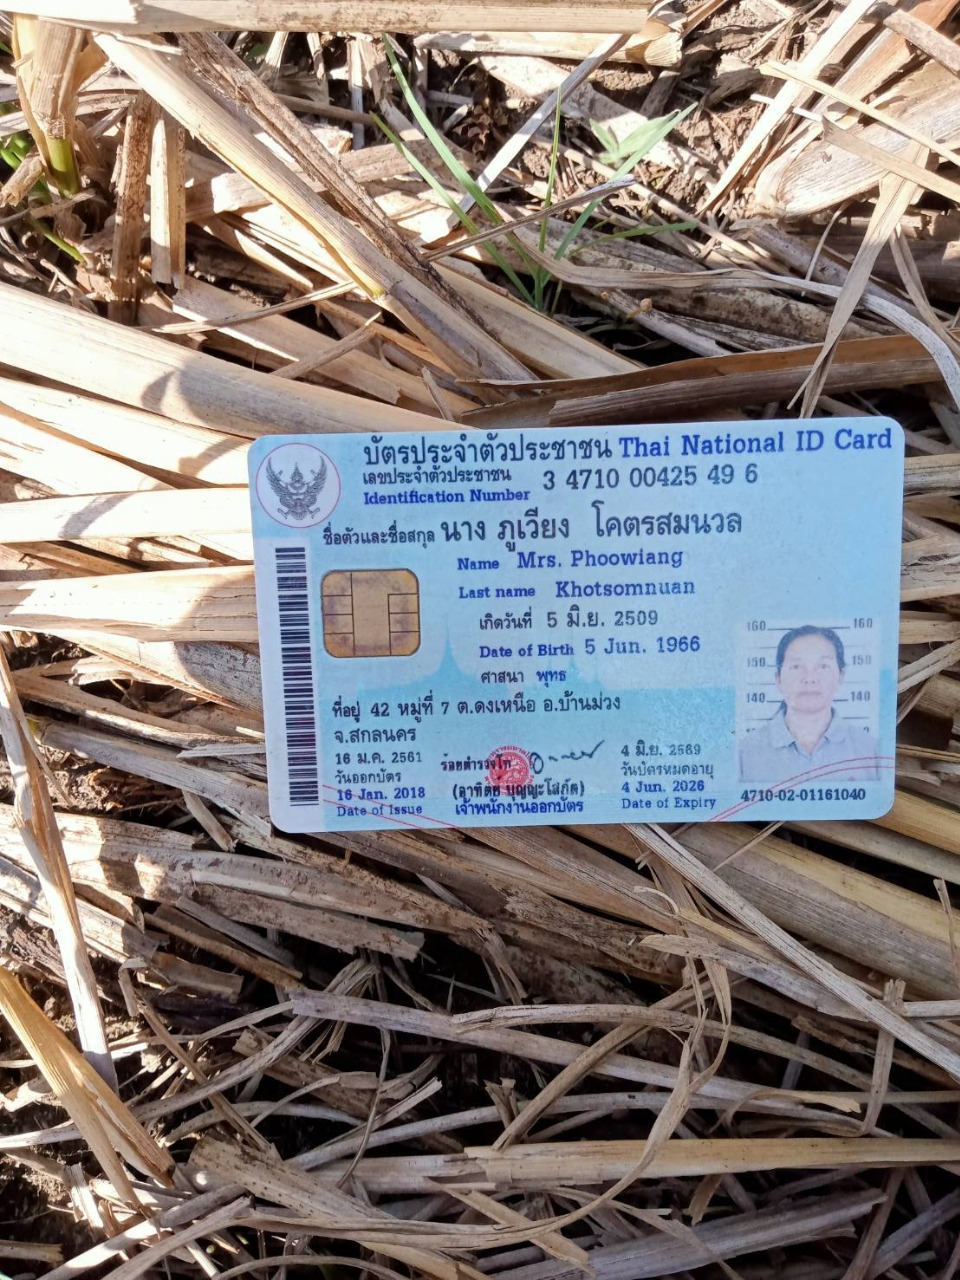 บัตรประจำตัวประชาชน Thai National ID Card
เลขประจำตัวประชาชน 3 4710 00425 49 6
Identification Number
ชื่อตัวและชื่อสกุล นาง ภูเวียง โคตรสมนวล
Name Mrs. Phoowiang
Last name Khotsomnuan
เกิดวันที่ 5 มิ.ย. 2509
Date of Birth 5 Jun. 1966
ศาสนา พุทธ
ที่อยู่ 42 หมู่ที่ 7 ต.ดงเหนือ อ.บ้านม่วง
จ.สกลนคร
16 ม.ค. 2561
วันออกบัตร
16 Jan. 2018
Date of Issue
ร้อยตำรวจโท
เจ้าพนักงานออกบัตร
4 มิ.ย. 2569
วันบัตรหมดอายุ
4 Jun. 2026
Date of Expiry
160 160
150 150
140 140
4710-02-01161040